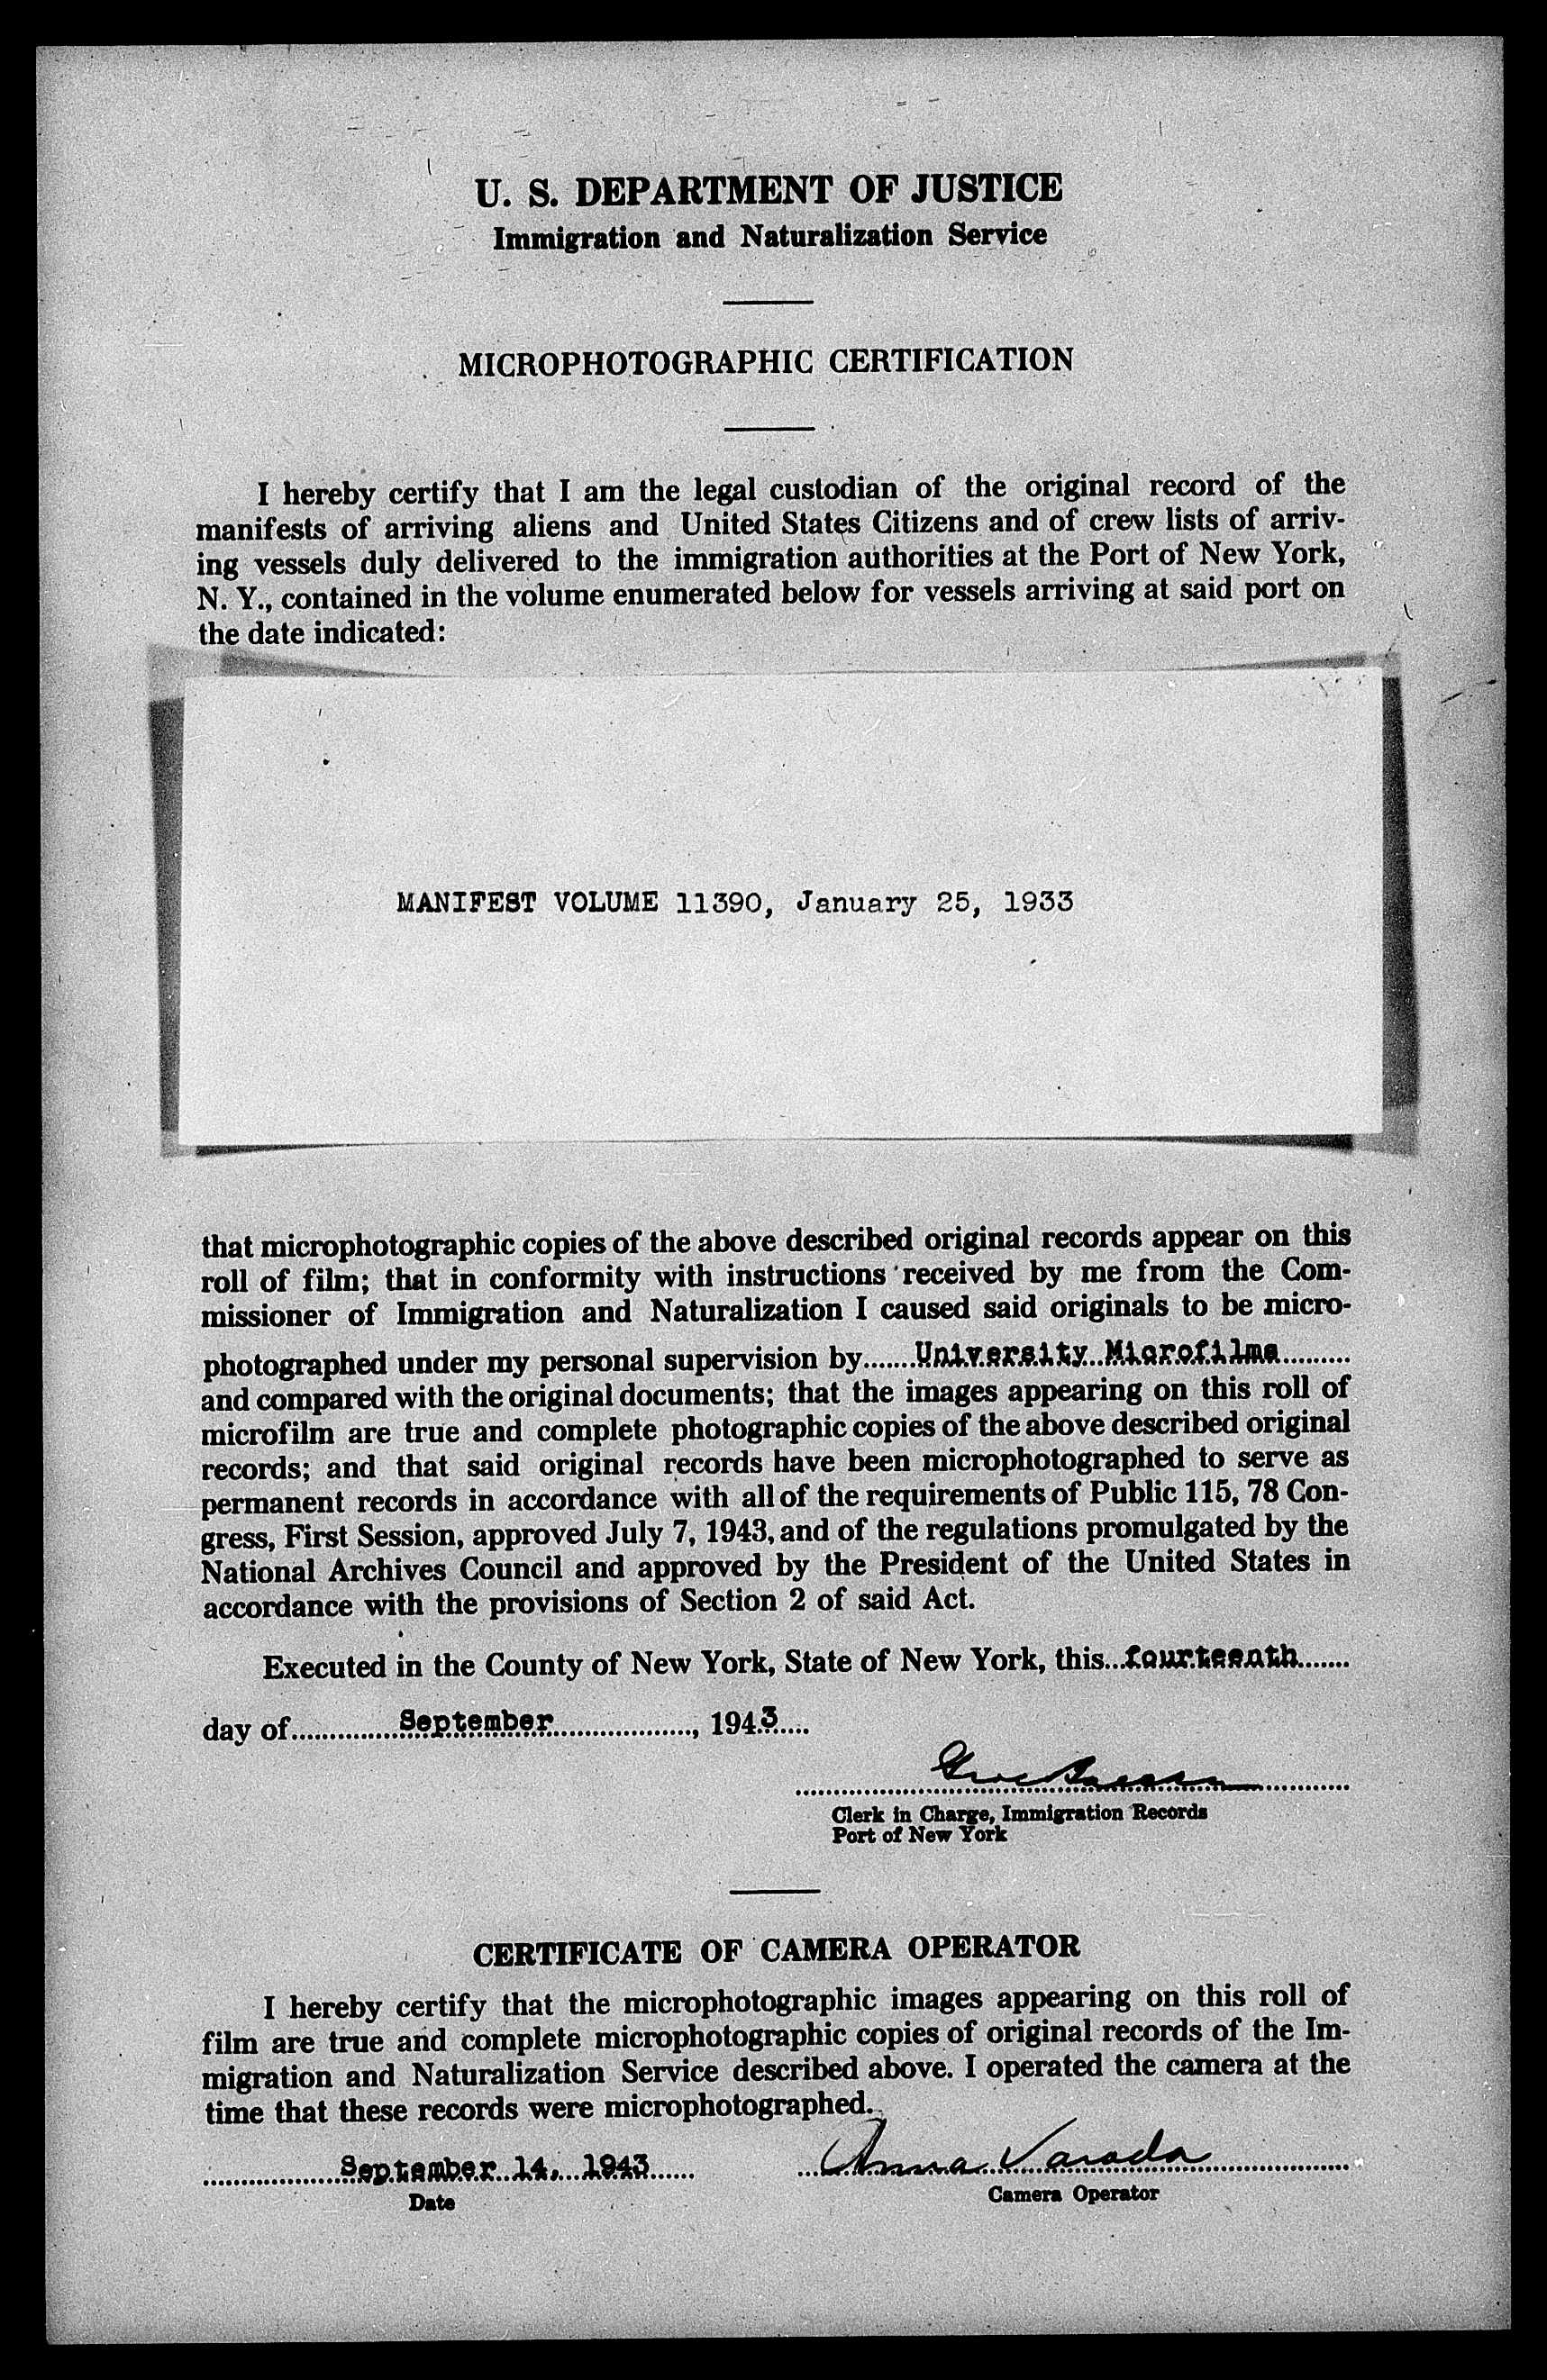 U. S. DEPARTMENT OF JUSTICE
Immigration and Naturalization Service
MICROPHOTOGRAPHIC CERTIFICATION
I hereby certify that I am the legal custodian of the original record of the
manifests of arriving aliens and United States Citizens and of crew lists of arriv-
ing vessels duly delivered to the immigration authorities at the Port of New York,
N. Y., contained in the volume enumerated below for vessels arriving at said port on
the date indicated:
MANIFEST VOLUME 11390, January 25, 1933
that microphotographic copies of the above described original records appear on this
roll of film; that in conformity with instructions received by me from the Com-
missioner of Immigration and Naturalization I caused said originals to be micro-
photographed under my personal supervision by......University Microfilms.........
and compared with the original documents; that the images appearing on this roll of
microfilm are true and complete photographic copies of the above described original
records; and that said original records have been microphotographed to serve as
permanent records in accordance with all of the requirements of Public 115, 78 Con-
gress, First Session, approved July 7, 1943, and of the regulations promulgated by the
National Archives Council and approved by the President of the United States in
accordance with the provisions of Section 2 of said Act.
Executed in the County of New York, State of New York, this...fourteenth.......
day of..............September.................., 1943....
Clerk in Charge, Immigration Records
Port of New York
CERTIFICATE OF CAMERA OPERATOR
I hereby certify that the microphotographic images appearing on this roll of
film are true and complete microphotographic copies of original records of the Im-
migration and Naturalization Service described above. I operated the camera at the
time that these records were microphotographed.
September 14, 1943 Anna Varada
Date Camera Operator